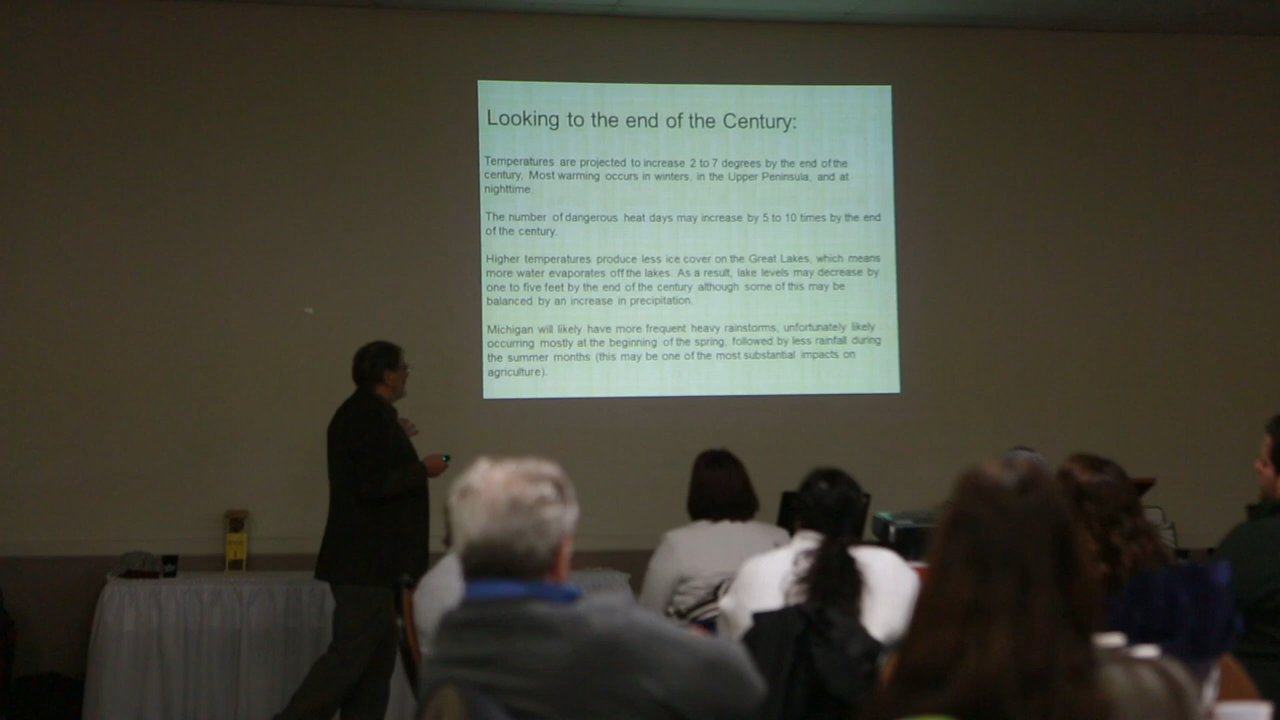 Looking to the end of the Century:
Temperatures are projected to increase 2 to 7 degrees by the end of the
century. Most warming occurs in winters, in the Upper Peninsula, and at
nighttime.
The number of dangerous heat days may increase by 5 to 10 times by the end
of the century.
Higher temperatures produce less ice cover on the Great Lakes, which means
more water evaporates off the lakes. As a result, lake levels may decrease by
one to five feet by the end of the century although some of this may be
balanced by an increase in precipitation.
Michigan will likely have more frequent heavy rainstorms, unfortunately likely
occurring mostly at the beginning of the spring, followed by less rainfall during
the summer months (this may be one of the most substantial impacts on
agriculture).